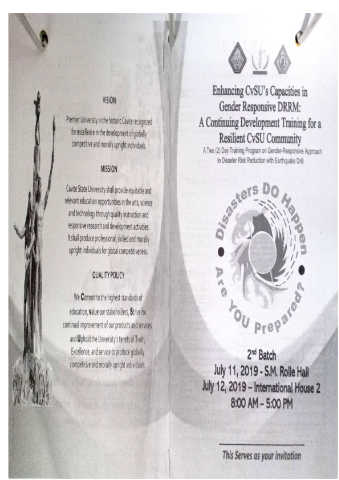 VISION
Premier University in the historic Cavite recognized
for excellence in the development of globally
competitive and morally upright individuals.
MISSION
Cavite State University shall provide equitable and
relevant education opportunities in the arts, science
and technology through quality instruction and
responsive research and development activities.
It shall produce professional, skilled and morally
upright individuals for global competitiveness.
QUALITY POLICY
We Commit to the highest standards of
education, value our stakeholders, Strive for
continual improvement of our products and services,
and Uphold the University's tenets of Truth,
Excellence, and Service to produce globally
competitive and morally upright individuals.
Enhancing CvSU's Capacities in
Gender Responsive DRRM:
A Continuing Development Training for a
Resilient CvSU Community
A Two (2) Day Training Program on Gender-Responsive Approach
to Disaster Risk Reduction with Earthquake Drill
Disasters DO Happen
Are YOU Prepared?
2nd Batch
July 11, 2019 - S.M. Rolle Hall
July 12, 2019 – International House 2
8:00 AM – 5:00 PM
This Serves as your invitation